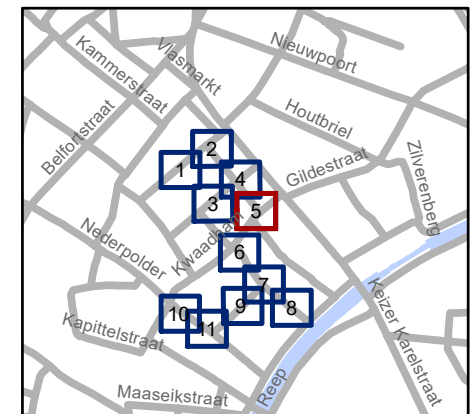 Nieuwpoort
Vlasmarkt
Kammerstraat
Houtbriel
Belfortstraat
Zilverenberg
Gildestraat
2
1
4
3
5
Kwaadham
Nederpolder
6
7
8
9
10
11
Keizer Karelstraat
Kapittelstraat
Maaseikstraat
Reep